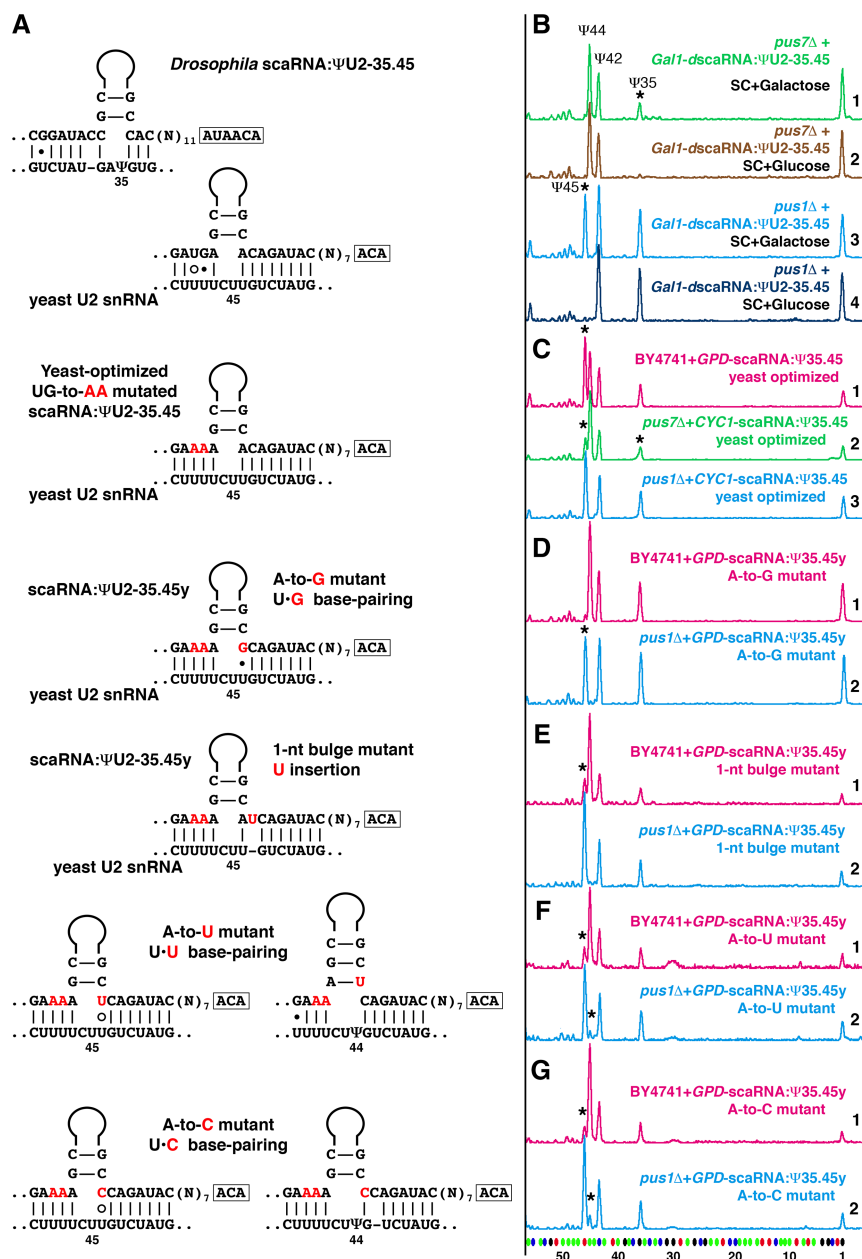 A
Drosophila scaRNA:ΨU2-35.45
C—G
G—C
..CGGAUACC CAC(N)11 AUAACA
..GUCUAU-GAΨGUG..
35
C—G
G—C
..GAUGA ACAGAUAC(N)7 ACA
..CUUUUCUUGUCUAUG..
yeast U2 snRNA
45
Yeast-optimized
UG-to-AA mutated
scaRNA:ΨU2-35.45
C—G
G—C
..GAAAA ACAGAUAC(N)7 ACA
..CUUUUCUUGUCUAUG..
yeast U2 snRNA
45
scaRNA:ΨU2-35.45y
A-to-G mutant
U•G base-pairing
C—G
G—C
..GAAAA GCAGAUAC(N)7 ACA
..CUUUUCUUGUCUAUG..
yeast U2 snRNA
45
scaRNA:ΨU2-35.45y
1-nt bulge mutant
U insertion
C—G
G—C
..GAAAA AUCAGAUAC(N)7 ACA
..CUUUUCUU-GUCUAUG..
yeast U2 snRNA
45
A-to-U mutant
U•U base-pairing
C—G
G—C
..GAAAA UCAGAUAC(N)7 ACA
..CUUUUCUUGUCUAUG..
45
C—G
G—C
A—U
..GAAA CAGAUAC(N)7 ACA
..UUUUCUΨGUCUAUG..
44
A-to-C mutant
U•C base-pairing
C—G
G—C
..GAAAA CCAGAUAC(N)7 ACA
..CUUUUCUUGUCUAUG..
45
C—G
G—C
..GAAAA CCAGAUAC(N)7 ACA
..CUUUUCUΨG-UCUAUG..
44
B
Ψ44
Ψ42
Ψ35
*
pus7Δ +
Gal1-dscaRNA:ΨU2-35.45
SC+Galactose
1
pus7Δ +
Gal1-dscaRNA:ΨU2-35.45
SC+Glucose
2
Ψ45 *
pus1Δ +
Gal1-dscaRNA:ΨU2-35.45
SC+Galactose
3
pus1Δ +
Gal1-dscaRNA:ΨU2-35.45
SC+Glucose
4
C
*
BY4741+GPD-scaRNA:Ψ35.45
yeast optimized
1
* *
pus7Δ+CYC1-scaRNA:Ψ35.45
yeast optimized
2
pus1Δ+CYC1-scaRNA:Ψ35.45
yeast optimized
3
D
BY4741+GPD-scaRNA:Ψ35.45y
A-to-G mutant
1
*
pus1Δ+GPD-scaRNA:Ψ35.45y
A-to-G mutant
2
E
*
BY4741+GPD-scaRNA:Ψ35.45y
1-nt bulge mutant
1
pus1Δ+GPD-scaRNA:Ψ35.45y
1-nt bulge mutant
2
F
*
BY4741+GPD-scaRNA:Ψ35.45y
A-to-U mutant
1
*
pus1Δ+GPD-scaRNA:Ψ35.45y
A-to-U mutant
2
G
*
BY4741+GPD-scaRNA:Ψ35.45y
A-to-C mutant
1
*
pus1Δ+GPD-scaRNA:Ψ35.45y
A-to-C mutant
2
50 40 30 20 10 1